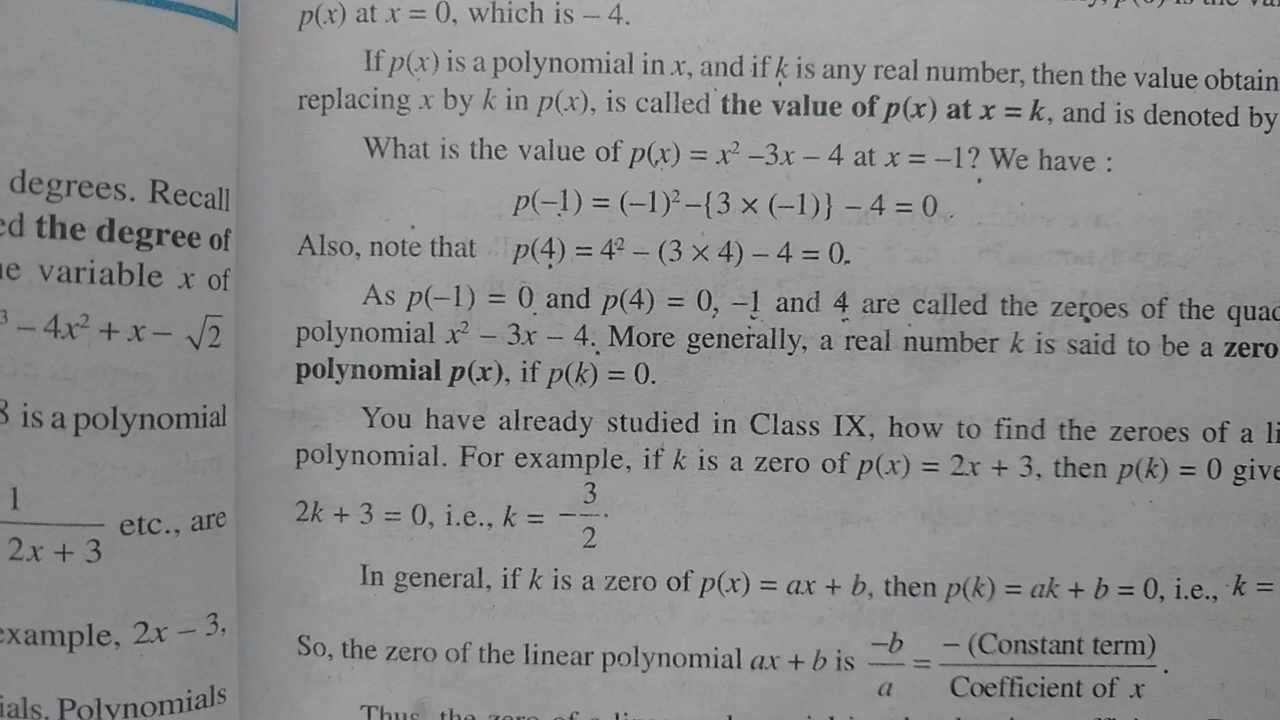 degrees. Recall
the degree of
variable x of
– 4x² + x – √2
is a polynomial
1/(2x + 3) etc., are
example, 2x – 3,
Polynomials
p(x) at x = 0, which is – 4.
If p(x) is a polynomial in x, and if k is any real number, then the value obtain
replacing x by k in p(x), is called the value of p(x) at x = k, and is denoted by
What is the value of p(x) = x² –3x – 4 at x = –1? We have :
p(–1) = (–1)² –{3 × (–1)} – 4 = 0
Also, note that p(4) = 4² – (3 × 4) – 4 = 0.
As p(–1) = 0 and p(4) = 0, –1 and 4 are called the zeroes of the quad
polynomial x² – 3x – 4. More generally, a real number k is said to be a zero
polynomial p(x), if p(k) = 0.
You have already studied in Class IX, how to find the zeroes of a li
polynomial. For example, if k is a zero of p(x) = 2x + 3, then p(k) = 0 give
2k + 3 = 0, i.e., k = –3/2.
In general, if k is a zero of p(x) = ax + b, then p(k) = ak + b = 0, i.e., k =
So, the zero of the linear polynomial ax + b is –b/a = – (Constant term)/Coefficient of x.